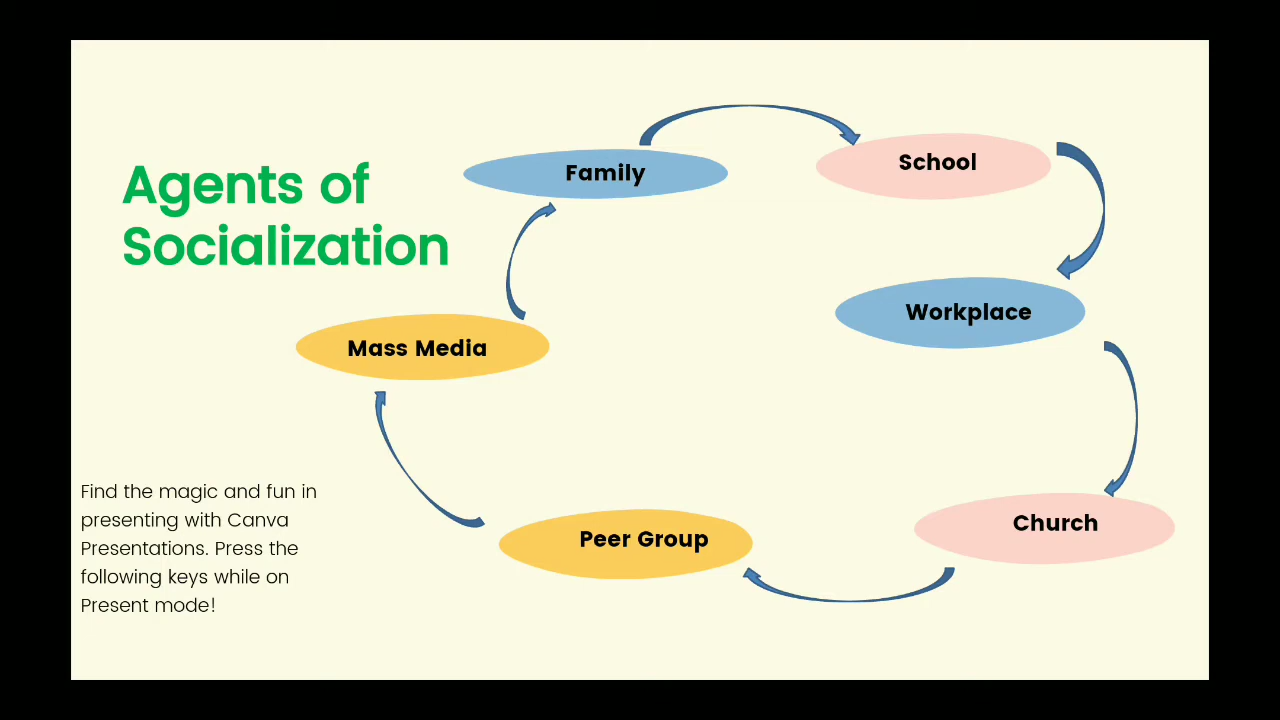 Agents of
Socialization
Family
School
Workplace
Mass Media
Church
Peer Group
Find the magic and fun in
presenting with Canva
Presentations. Press the
following keys while on
Present mode!